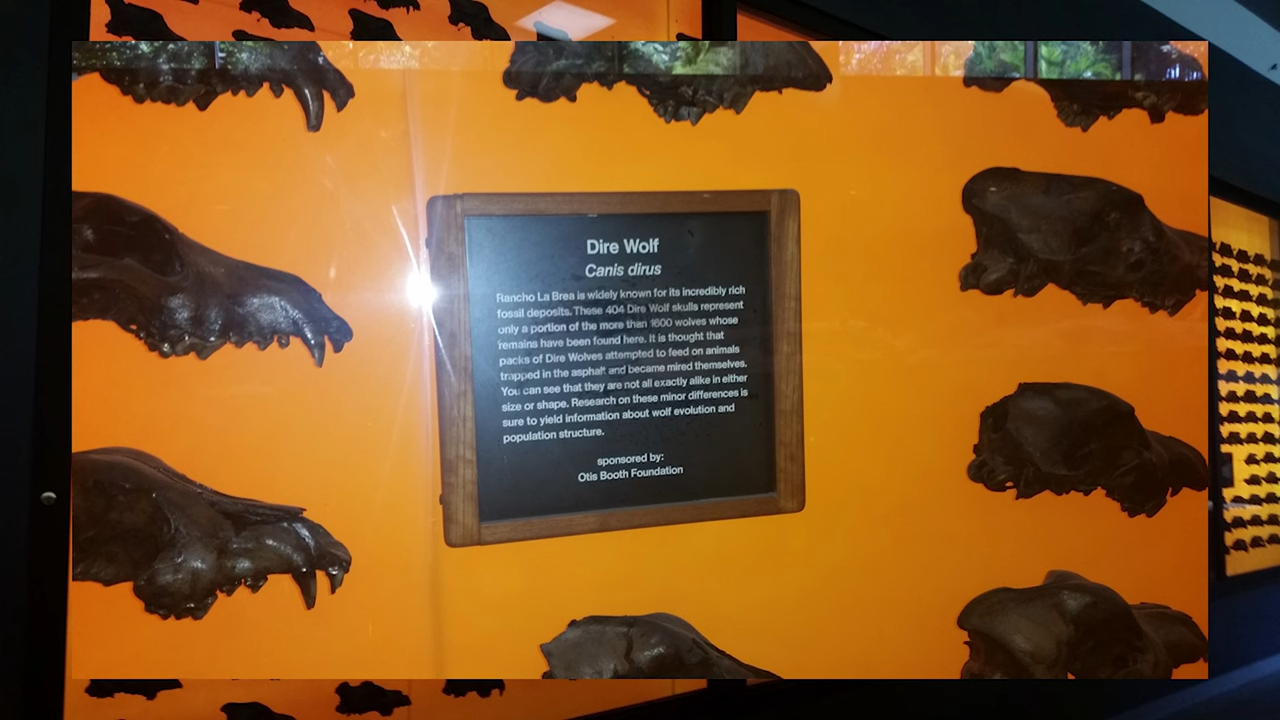 Dire Wolf
Canis dirus
Rancho La Brea is widely known for its incredibly rich
fossil deposits. These 404 Dire Wolf skulls represent
only a portion of the more than 1600 wolves whose
remains have been found here. It is thought that
packs of Dire Wolves attempted to feed on animals
trapped in the asphalt and became mired themselves.
You can see that they are not all exactly alike in either
size or shape. Research on these minor differences is
sure to yield information about wolf evolution and
population structure.
sponsored by:
Otis Booth Foundation